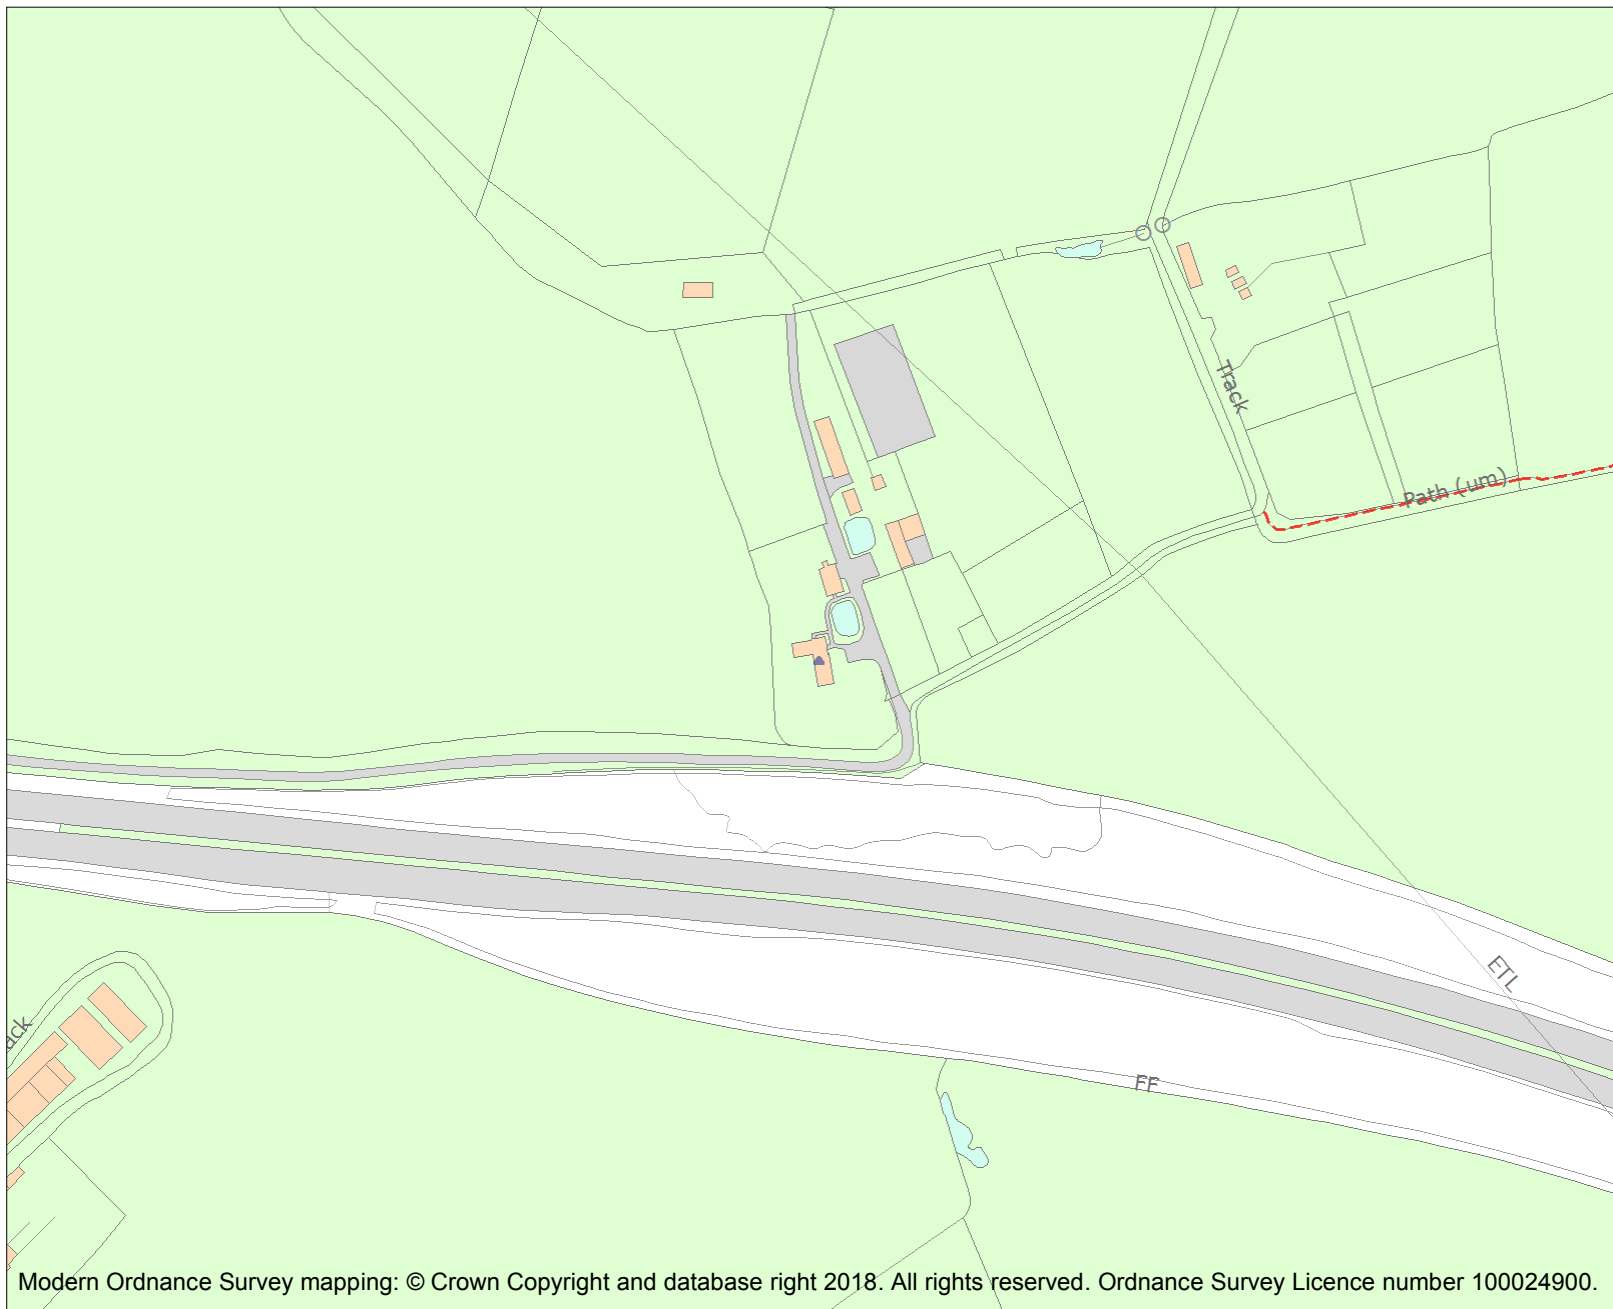 Track
Path (um)
ETL
ack
FF
Modern Ordnance Survey mapping: © Crown Copyright and database right 2018. All rights reserved. Ordnance Survey Licence number 100024900.